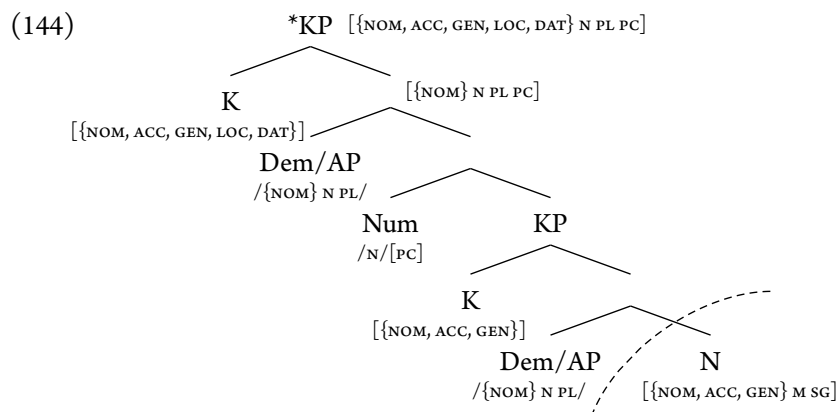 (144) *KP [{NOM, ACC, GEN, LOC, DAT} N PL PC]
K [{NOM} N PL PC]
[{NOM, ACC, GEN, LOC, DAT}]
Dem/AP
/{NOM} N PL/
Num KP
/N/[PC]
K
[{NOM, ACC, GEN}]
Dem/AP N
/{NOM} N PL/ [{NOM, ACC, GEN} M SG]